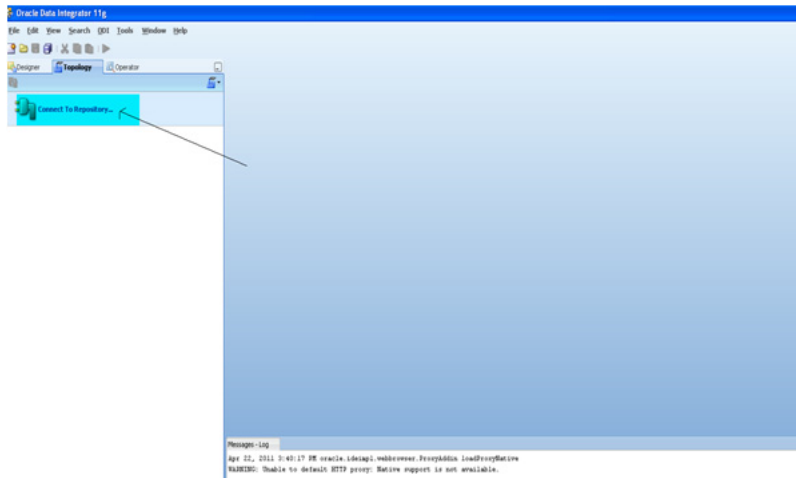 Oracle Data Integrator 11g
File Edit View Search ODI Tools Window Help
Designer Topology Operator
Connect To Repository...
Messages - Log
Apr 22, 2011 3:40:17 PM oracle.ideimpl.webbrowser.ProxyAddin loadProxyNative
WARNING: Unable to default HTTP proxy: Native support is not available.